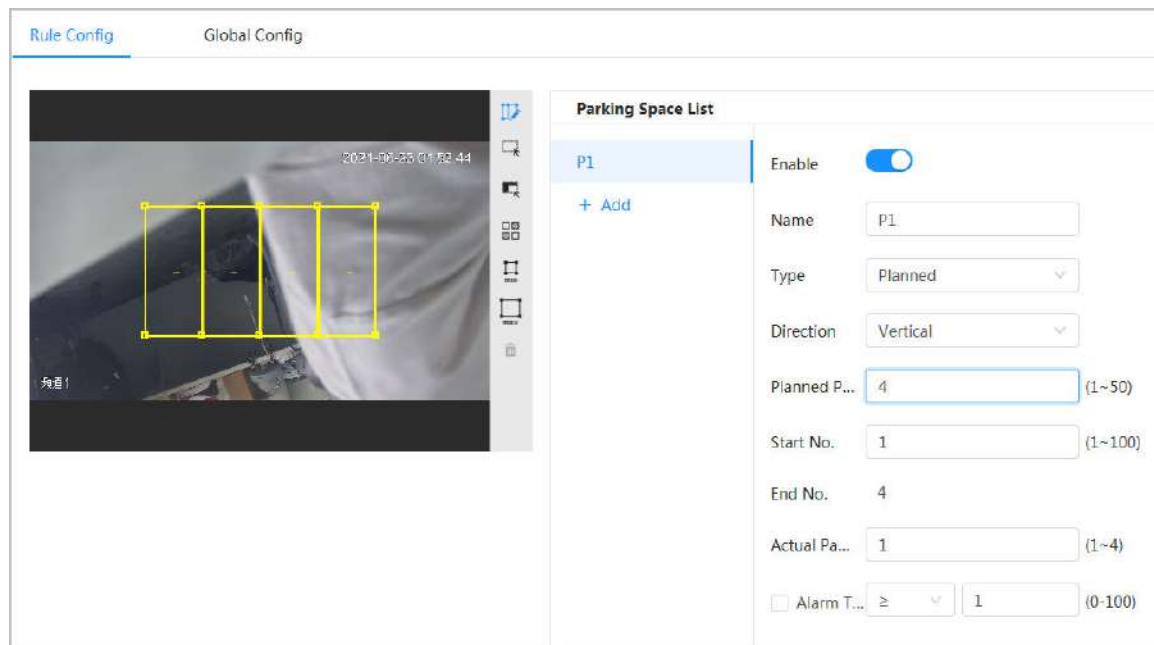 Rule Config
Global Config
Parking Space List
P1
+ Add
Enable
Name P1
Type Planned
Direction Vertical
Planned P... 4 (1~50)
Start No. 1 (1~100)
End No. 4
Actual Pa... 1 (1~4)
Alarm T... ≥ 1 (0-100)